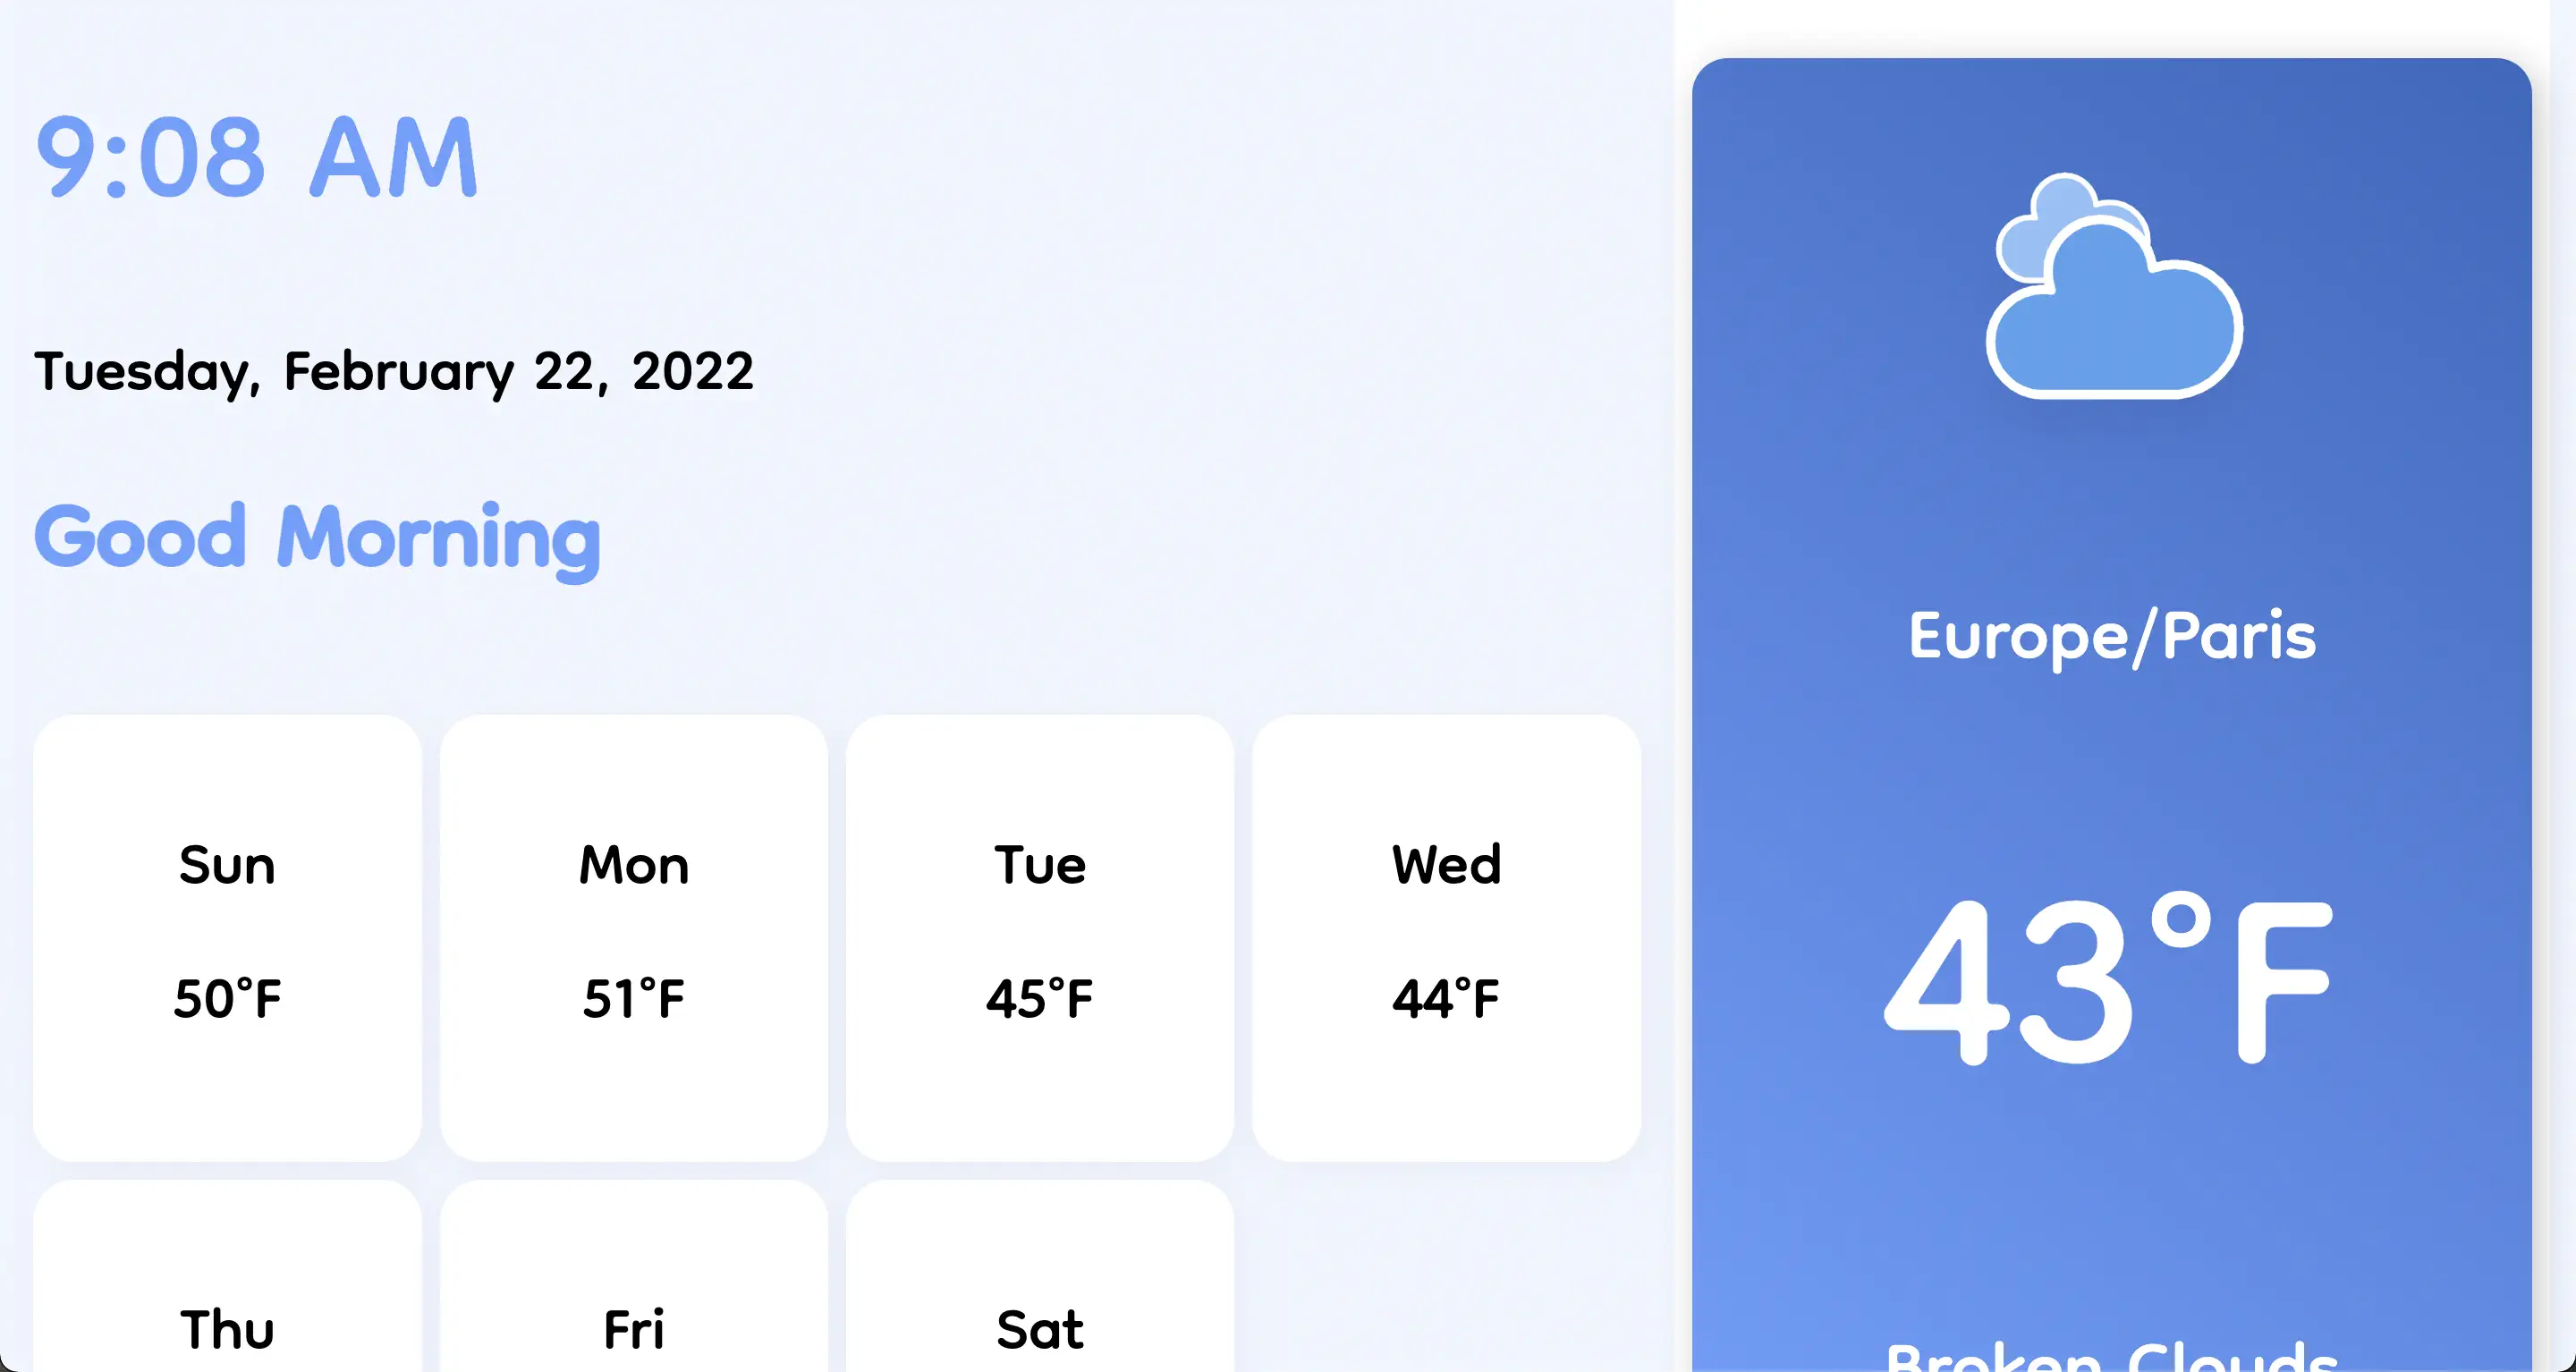 9:08 AM
Tuesday, February 22, 2022
Good Morning
Sun
50°F
Mon
51°F
Tue
45°F
Wed
44°F
Thu
Fri
Sat
Europe/Paris
43°F
Broken Clouds